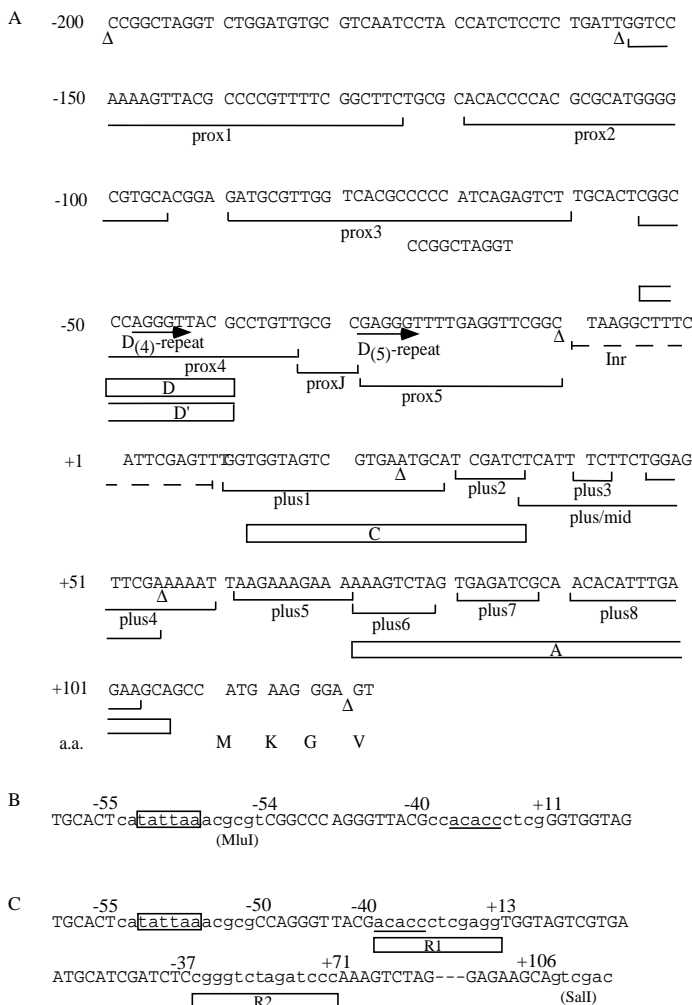 A
-200 CCGGCTAGGT CTGGATGTGC GTCAATCCTA CCATCTCCTC TGATTGGTCC
Δ Δ
-150 AAAAGTTACG CCCCGTTTTC GGCTTCTGCG CACACCCCAC GCGCATGGGG
prox1 prox2
-100 CGTGCACGGA GATGCGTTGG TCACGCCCCC ATCAGAGTCT TGCACTCGGC
prox3
CCGGCTAGGT
-50 CCAGGGTTAC GCCTGTTGCG CGAGGGTTTTGAGGTTCGGC TAAGGCTTTC
Δ
D(4)-repeat D(5)-repeat Inr
prox4 proxJ prox5
D
D'
+1 ATTCGAGTTTGGTGGTAGTC GTGAATGCAT CGATCTCATT TCTTCTGGAG
Δ
plus1 plus2 plus3
plus/mid
C
+51 TTCGAAAAAT TAAGAAAGAA AAAAGTCTAG TGAGATCGCA ACACATTTGA
Δ
plus4 plus5 plus6 plus7 plus8
A
+101 GAAGCAGCC ATG AAG GGA GT
Δ
a.a. M K G V
B
-55 -54 -40 +11
TGCACTcatattaaacgcgtCGGCCC AGGGTTACGccacaccctcgGGTGGTAG
(MluI)
C
-55 -50 -40 +13
TGCACTcatattaaacgcgCCAGGGTTACGacaccctcgaggTGGTAGTCGTGA
R1
-37 +71 +106
ATGCATCGATCTCcgggtctagatcccAAAGTCTAG---GAGAAGCAgtcgac
R2 (SalI)